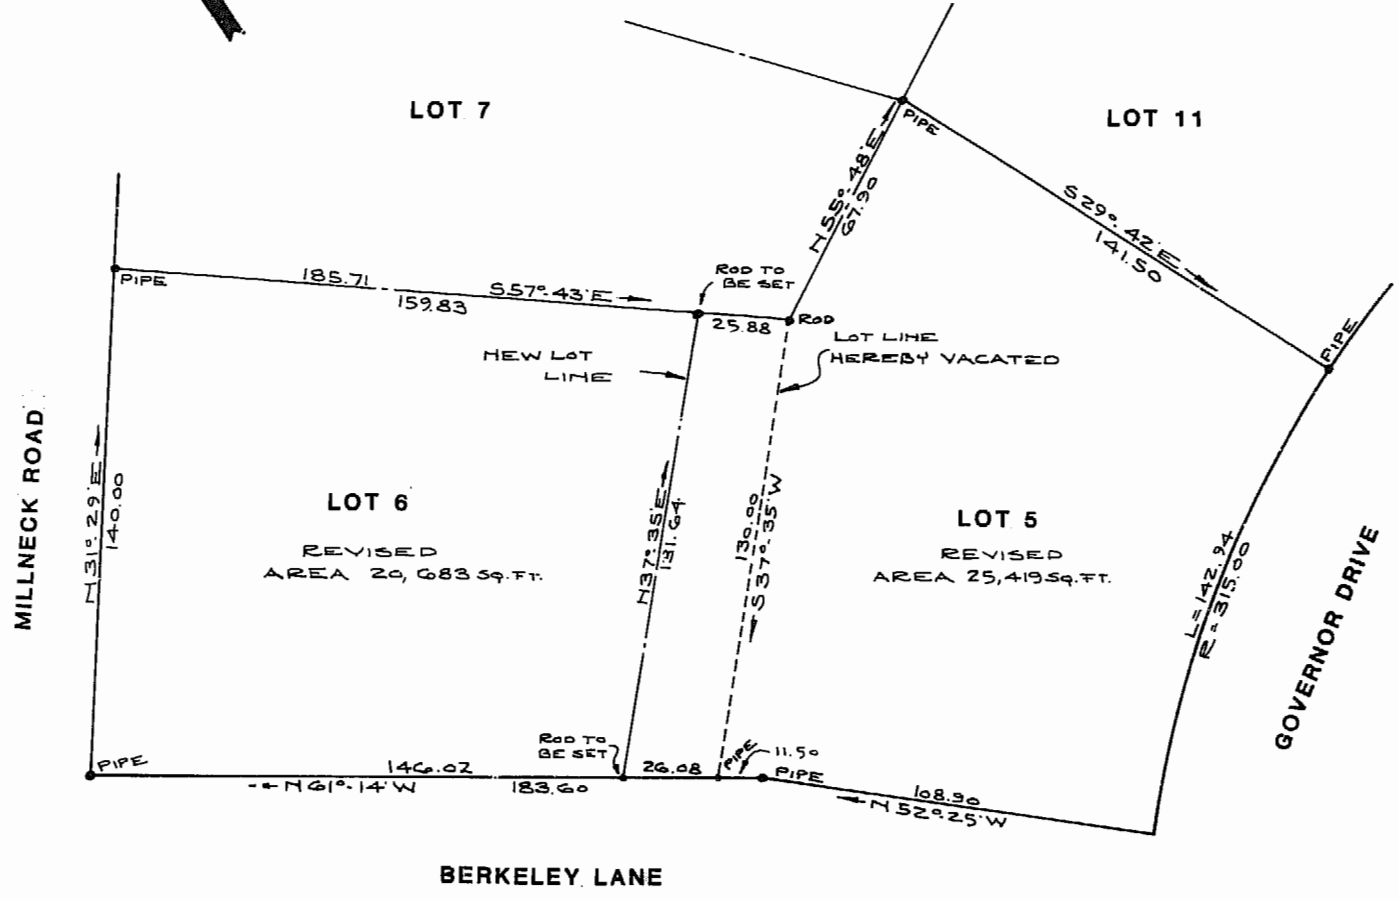 LOT 7
LOT 11
PIPE
N 55°-48'E
67.90
S 29°-42'E
141.50
ROD TO
BE SET
185.71
S 57°-43'E
159.83
25.88
PIPE
ROD
PIPE
NEW LOT
LINE
LOT LINE
HEREBY VACATED
MILLNECK ROAD
N 31°-29'E
140.00
LOT 6
REVISED
AREA 20,683 SQ.FT.
N 37°-35'E
131.64
130.00
S 37°-35'W
LOT 5
REVISED
AREA 25,419 SQ.FT.
L=142.94
R=315.00
GOVERNOR DRIVE
ROD TO
BE SET
PIPE
146.02
26.08
PIPE
11.50
PIPE
N 61°-14'W
183.60
108.90
N 52°-25'W
BERKELEY LANE